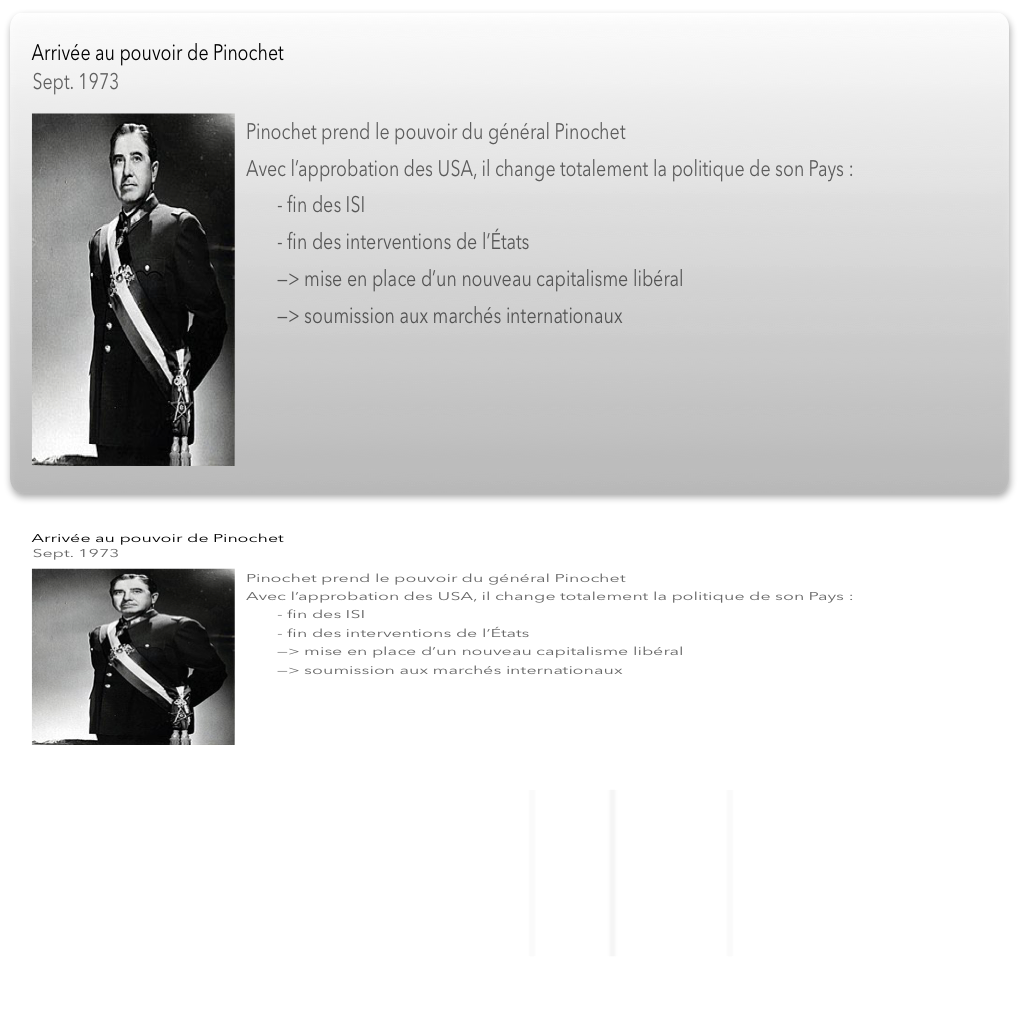 Arrivée au pouvoir de Pinochet
Sept. 1973
Pinochet prend le pouvoir du général Pinochet
Avec l’approbation des USA, il change totalement la politique de son Pays :
- fin des ISI
- fin des interventions de l’États
—> mise en place d’un nouveau capitalisme libéral
—> soumission aux marchés internationaux
Arrivée au pouvoir de Pinochet
Sept. 1973
Pinochet prend le pouvoir du général Pinochet
Avec l’approbation des USA, il change totalement la politique de son Pays :
- fin des ISI
- fin des interventions de l’États
—> mise en place d’un nouveau capitalisme libéral
—> soumission aux marchés internationaux